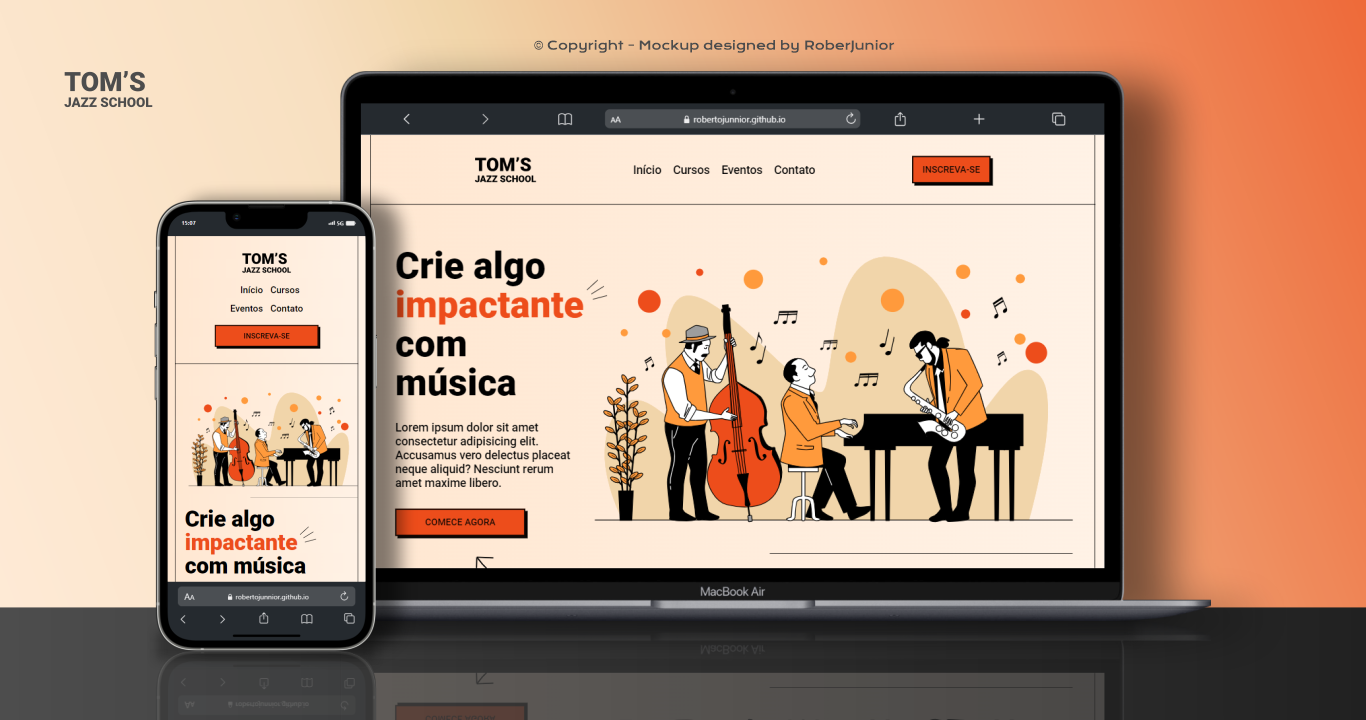 © Copyright - Mockup designed by RoberJunior
TOM'S
JAZZ SCHOOL
AA
robertojunnior.github.io
TOM'S
JAZZ SCHOOL
Início Cursos Eventos Contato
INSCREVA-SE
Crie algo
impactante
com
música
Lorem ipsum dolor sit amet
consectetur adipisicing elit.
Accusamus vero delectus placeat
neque aliquid? Nesciunt rerum
amet maxime libero.
COMECE AGORA
MacBook Air
15:07
5G
TOM'S
JAZZ SCHOOL
Início Cursos
Eventos Contato
INSCREVA-SE
Crie algo
impactante
com música
AA
robertojunnior.github.io